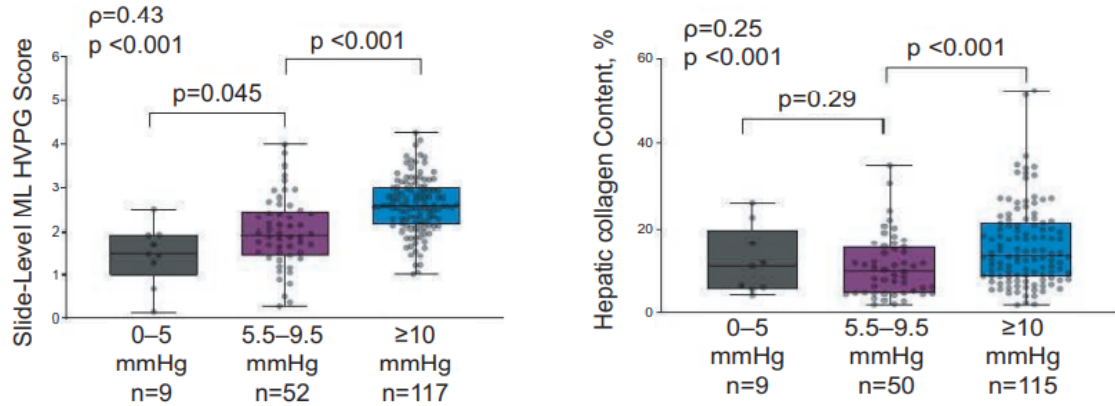 ρ=0.43
p <0.001
p <0.001
p=0.045
Slide-Level ML HVPG Score
6
5
4
3
2
1
0
0–5
mmHg
n=9
5.5–9.5
mmHg
n=52
≥10
mmHg
n=117
ρ=0.25
p <0.001
p <0.001
p=0.29
Hepatic collagen Content, %
60
40
20
0
0–5
mmHg
n=9
5.5–9.5
mmHg
n=50
≥10
mmHg
n=115